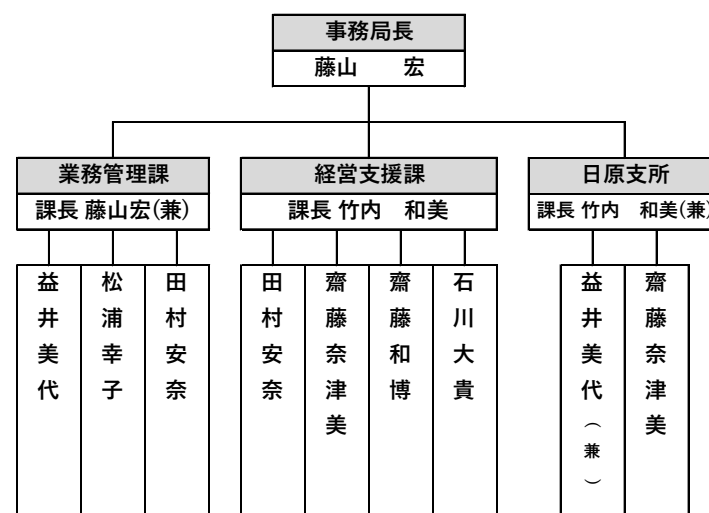 事務局長
藤山　　宏
業務管理課
課長 藤山宏(兼)
益井美代
松浦幸子
田村安奈
経営支援課
課長 竹内　和美
田村安奈
齋藤奈津美
齋藤和博
石川大貴
日原支所
課長 竹内　和美(兼)
益井美代（兼）
齋藤奈津美